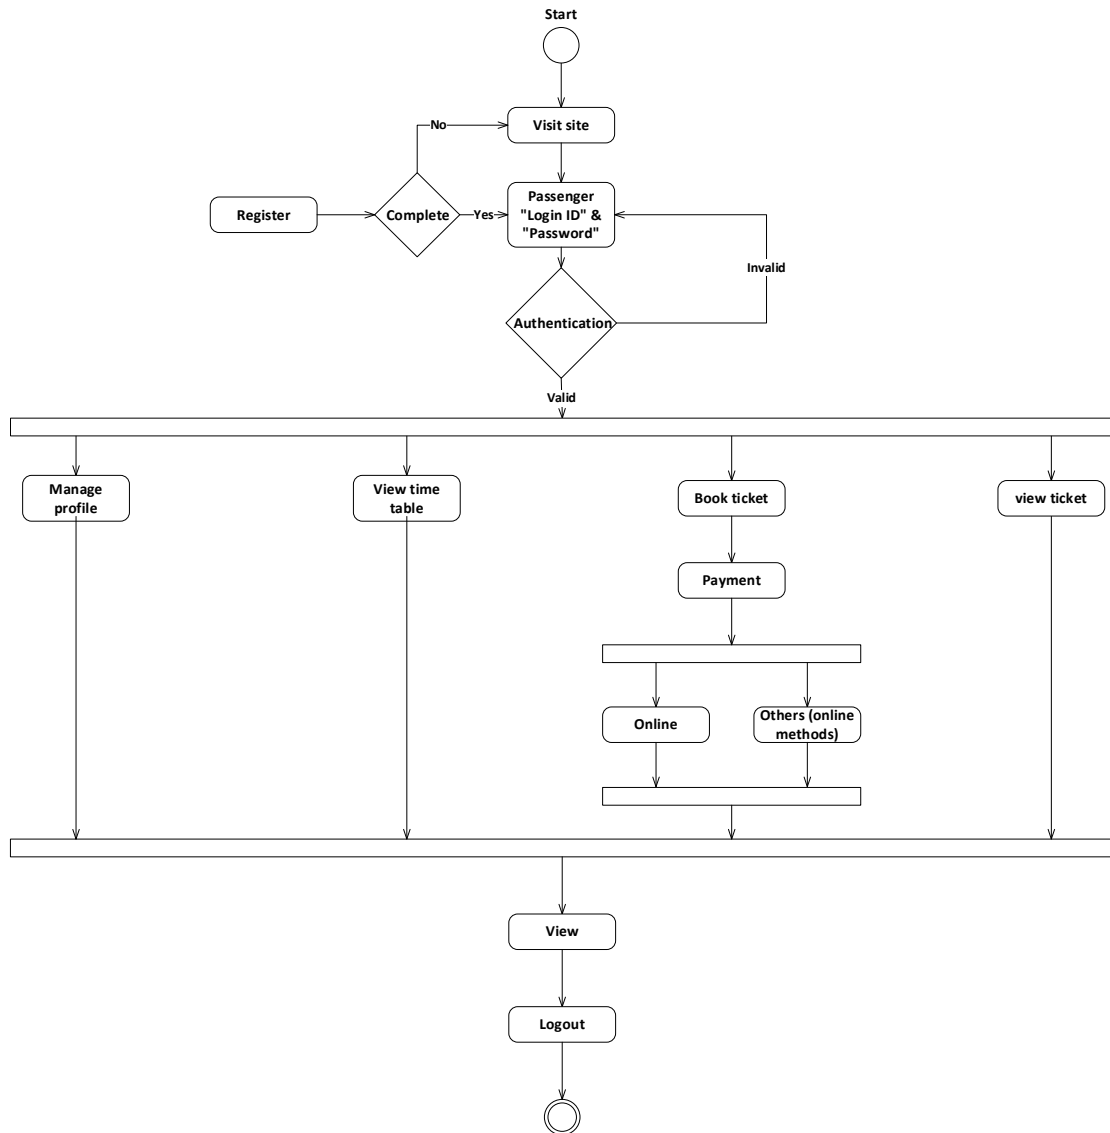 Start
No
Visit site
Register
Complete
Yes
Passenger
"Login ID" &
"Password"
Invalid
Authentication
Valid
Manage
profile
View time
table
Book ticket
view ticket
Payment
Online
Others (online
methods)
View
Logout